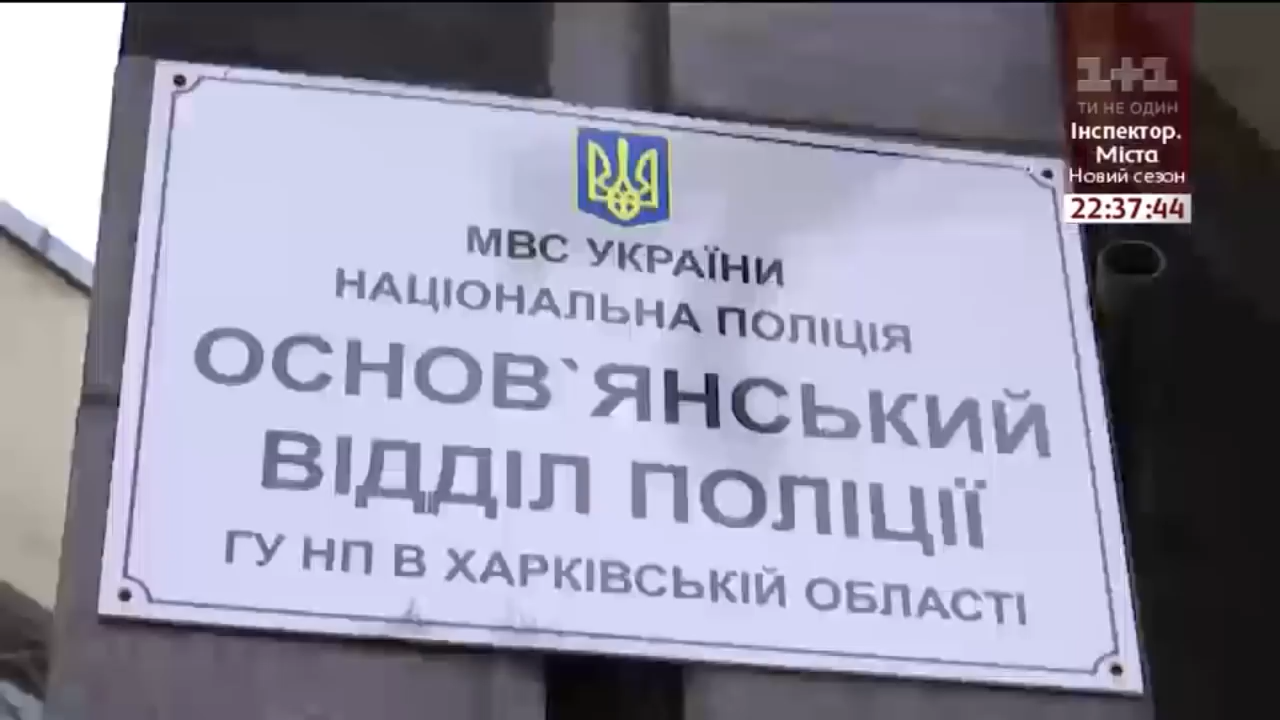 МВС УКРАЇНИ
НАЦІОНАЛЬНА ПОЛІЦІЯ
ОСНОВ`ЯНСЬКИЙ
ВІДДІЛ ПОЛІЦІЇ
ГУ НП В ХАРКІВСЬКІЙ ОБЛАСТІ
1+1
ТИ НЕ ОДИН
Інспектор.
Міста
Новий сезон
22:37:44